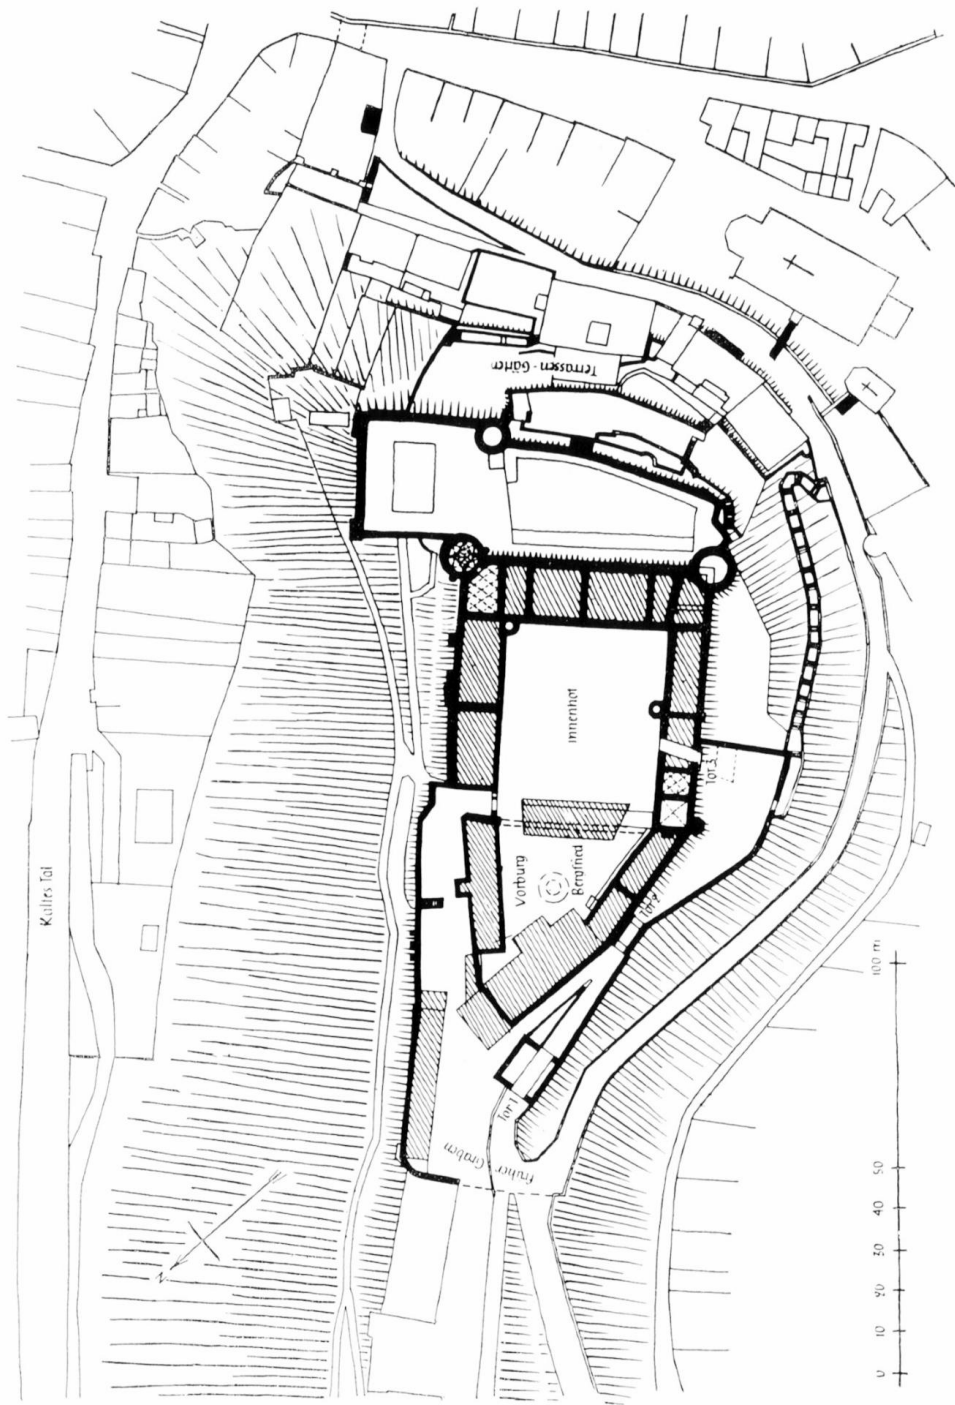 Terrassen-Gärten
Innenhof
Tor 3
Kaltes Tal
Vorburg
Bergfried
Tor 2
Tor 1
früher Graben
N
0 10 20 30 40 50 100 m